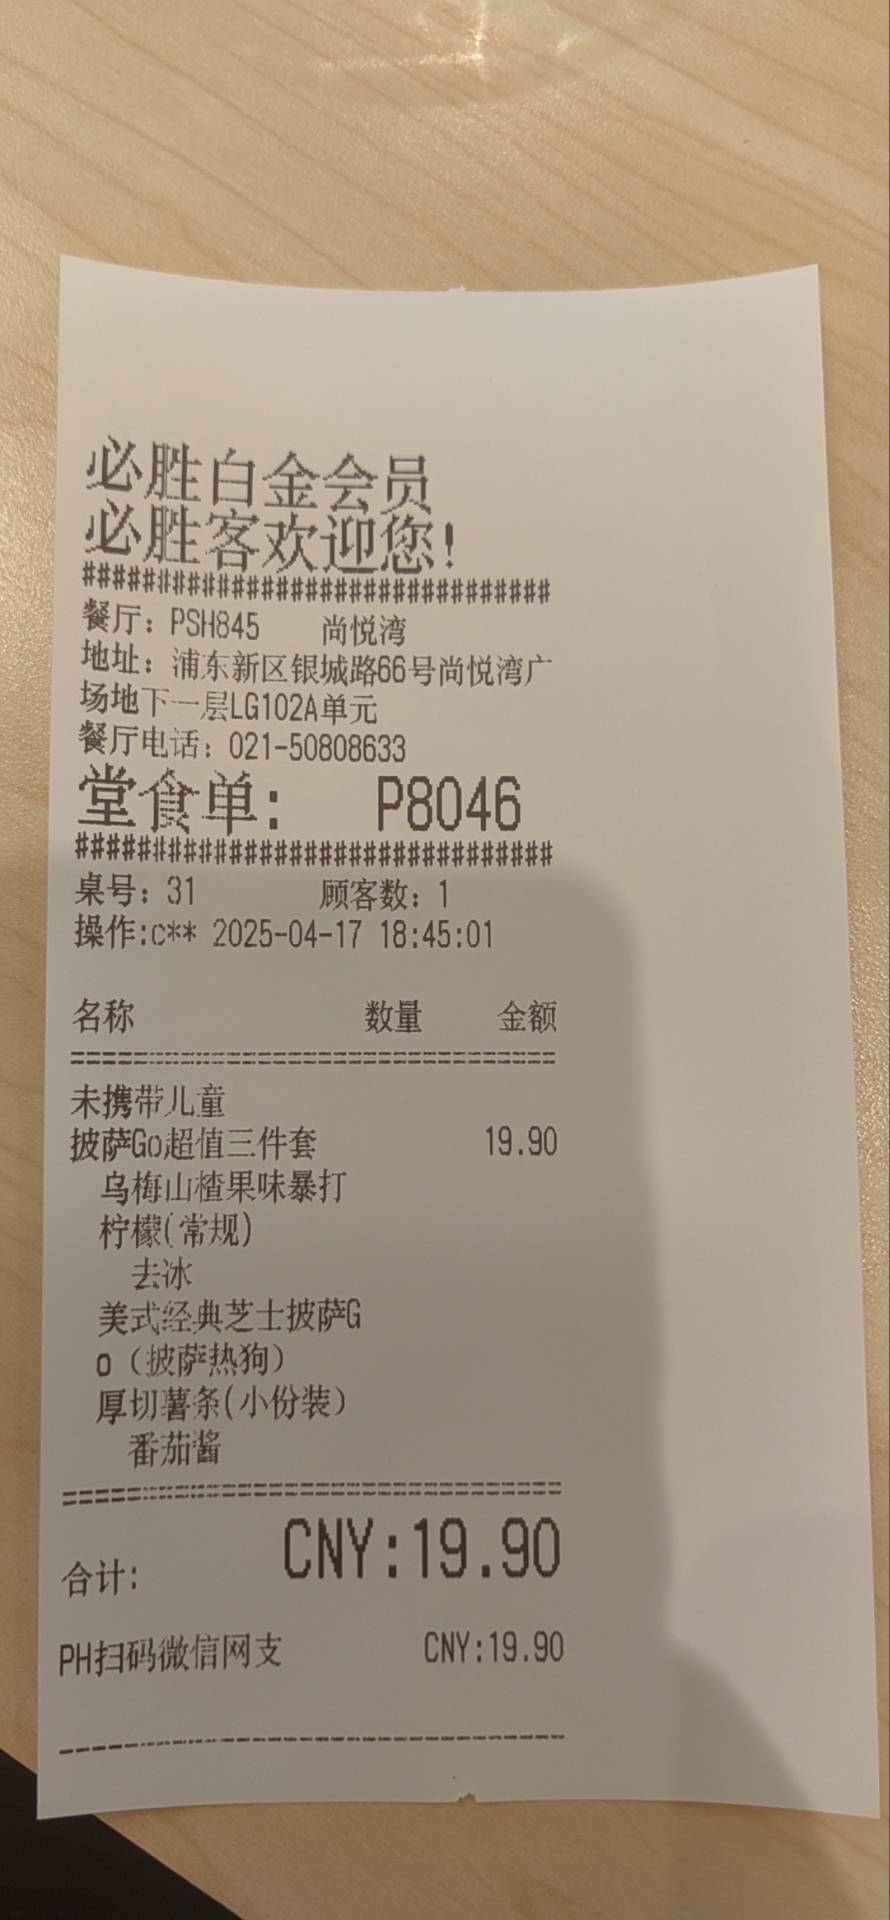 必胜白金会员
必胜客欢迎您!
################################
餐厅: PSH845 尚悦湾
地址: 浦东新区银城路66号尚悦湾广
场地下一层LG102A单元
餐厅电话: 021-50808633
堂食单: P8046
################################
桌号: 31 顾客数: 1
操作:c** 2025-04-17 18:45:01
名称 数量 金额
================================
未携带儿童
披萨Go超值三件套 19.90
乌梅山楂果味暴打
柠檬(常规)
去冰
美式经典芝士披萨G
o（披萨热狗）
厚切薯条(小份装）
番茄酱
================================
合计: CNY:19.90
PH扫码微信网支 CNY:19.90
--------------------------------